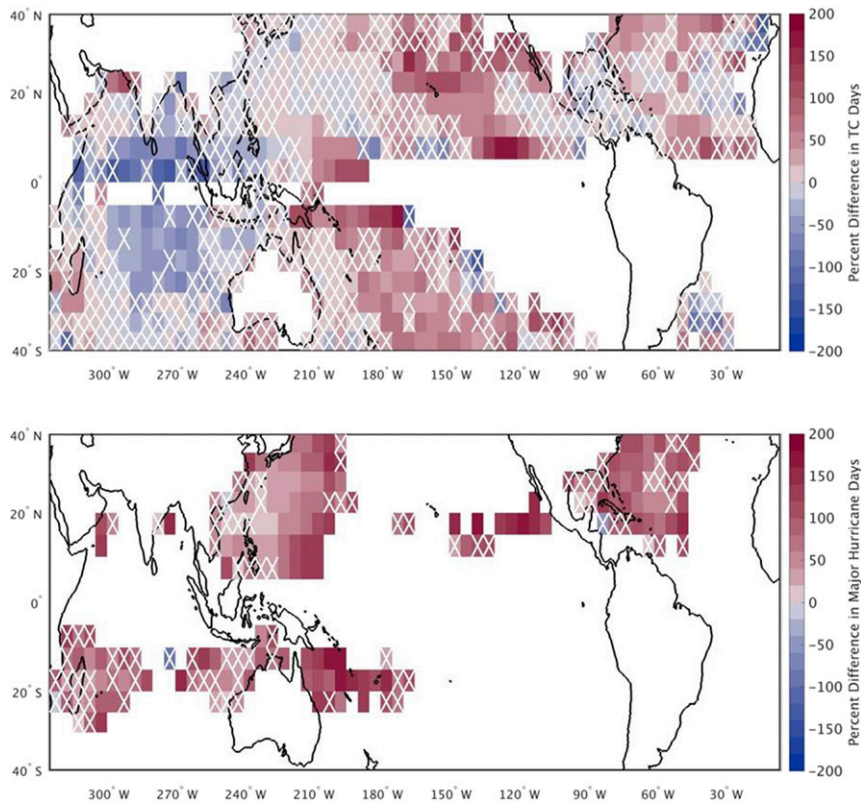 40° N
20° N
0°
20° S
40° S
300° W 270° W 240° W 210° W 180° W 150° W 120° W 90° W 60° W 30° W
200
150
100
50
0
−50
−100
−150
−200
Percent Difference in TC Days
40° N
20° N
0°
20° S
40° S
300° W 270° W 240° W 210° W 180° W 150° W 120° W 90° W 60° W 30° W
200
150
100
50
0
−50
−100
−150
−200
Percent Difference in Major Hurricane Days